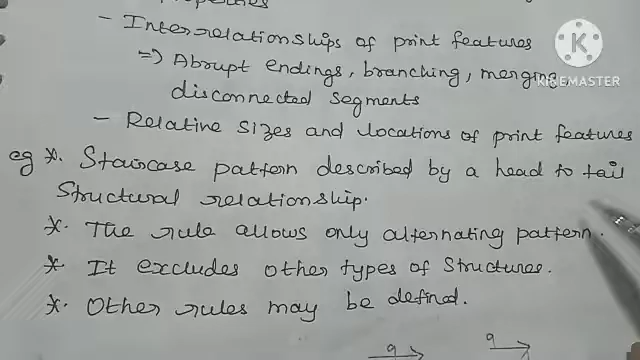 - Interrelationships of print features
=> Abrupt endings, branching, merging,
disconnected segments
- Relative sizes and locations of print features
eg *. Staircase pattern described by a head to tail
Structural relationship.
*. The rule allows only alternating pattern.
*. It excludes other types of structures.
*. Other rules may be defined.
a a
K
KINEMASTER